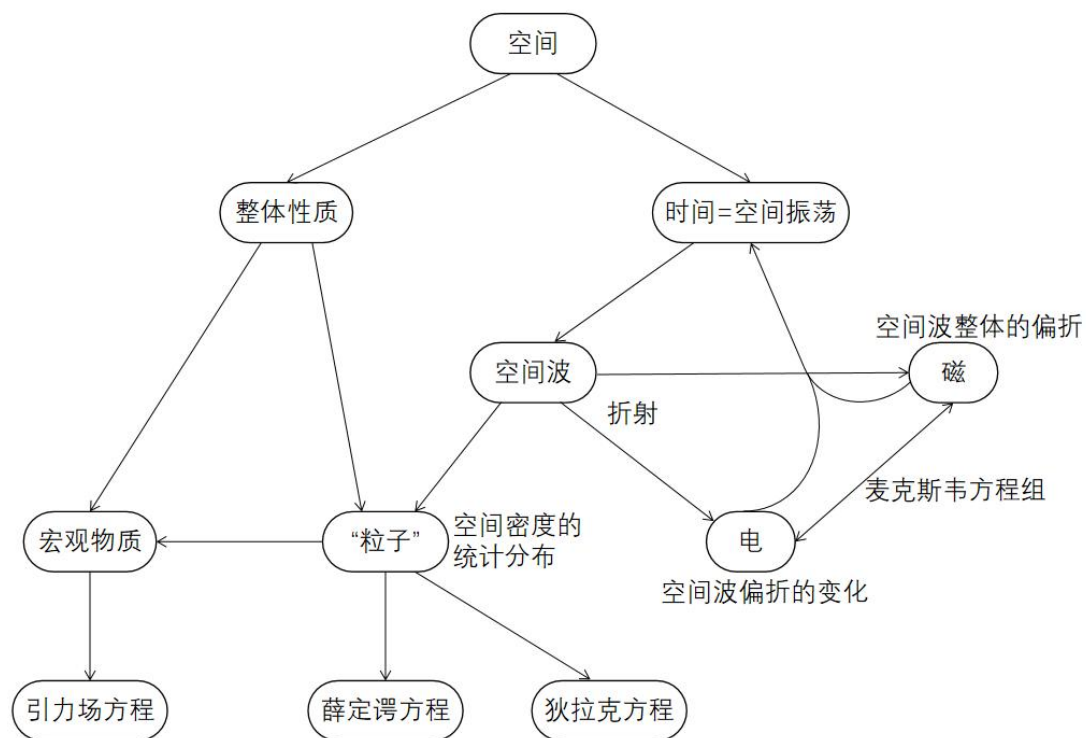 空间
整体性质
时间=空间振荡
空间波整体的偏折
空间波
磁
折射
麦克斯韦方程组
宏观物质
“粒子”
空间密度的
统计分布
电
空间波偏折的变化
引力场方程
薛定谔方程
狄拉克方程